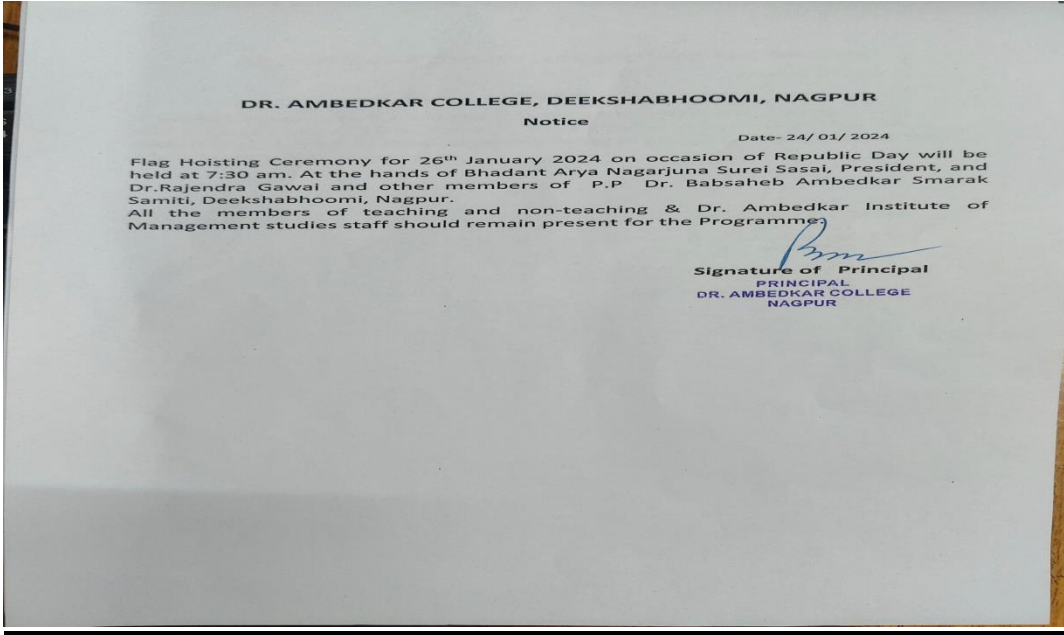 DR. AMBEDKAR COLLEGE, DEEKSHABHOOMI, NAGPUR
Notice
Date- 24/ 01/ 2024
Flag Hoisting Ceremony for 26th January 2024 on occasion of Republic Day will be
held at 7:30 am. At the hands of Bhadant Arya Nagarjuna Surei Sasai, President, and
Dr.Rajendra Gawai and other members of P.P Dr. Babsaheb Ambedkar Smarak
Samiti, Deekshabhoomi, Nagpur.
All the members of teaching and non-teaching & Dr. Ambedkar Institute of
Management studies staff should remain present for the Programme.
Signature of Principal
PRINCIPAL
DR. AMBEDKAR COLLEGE
NAGPUR